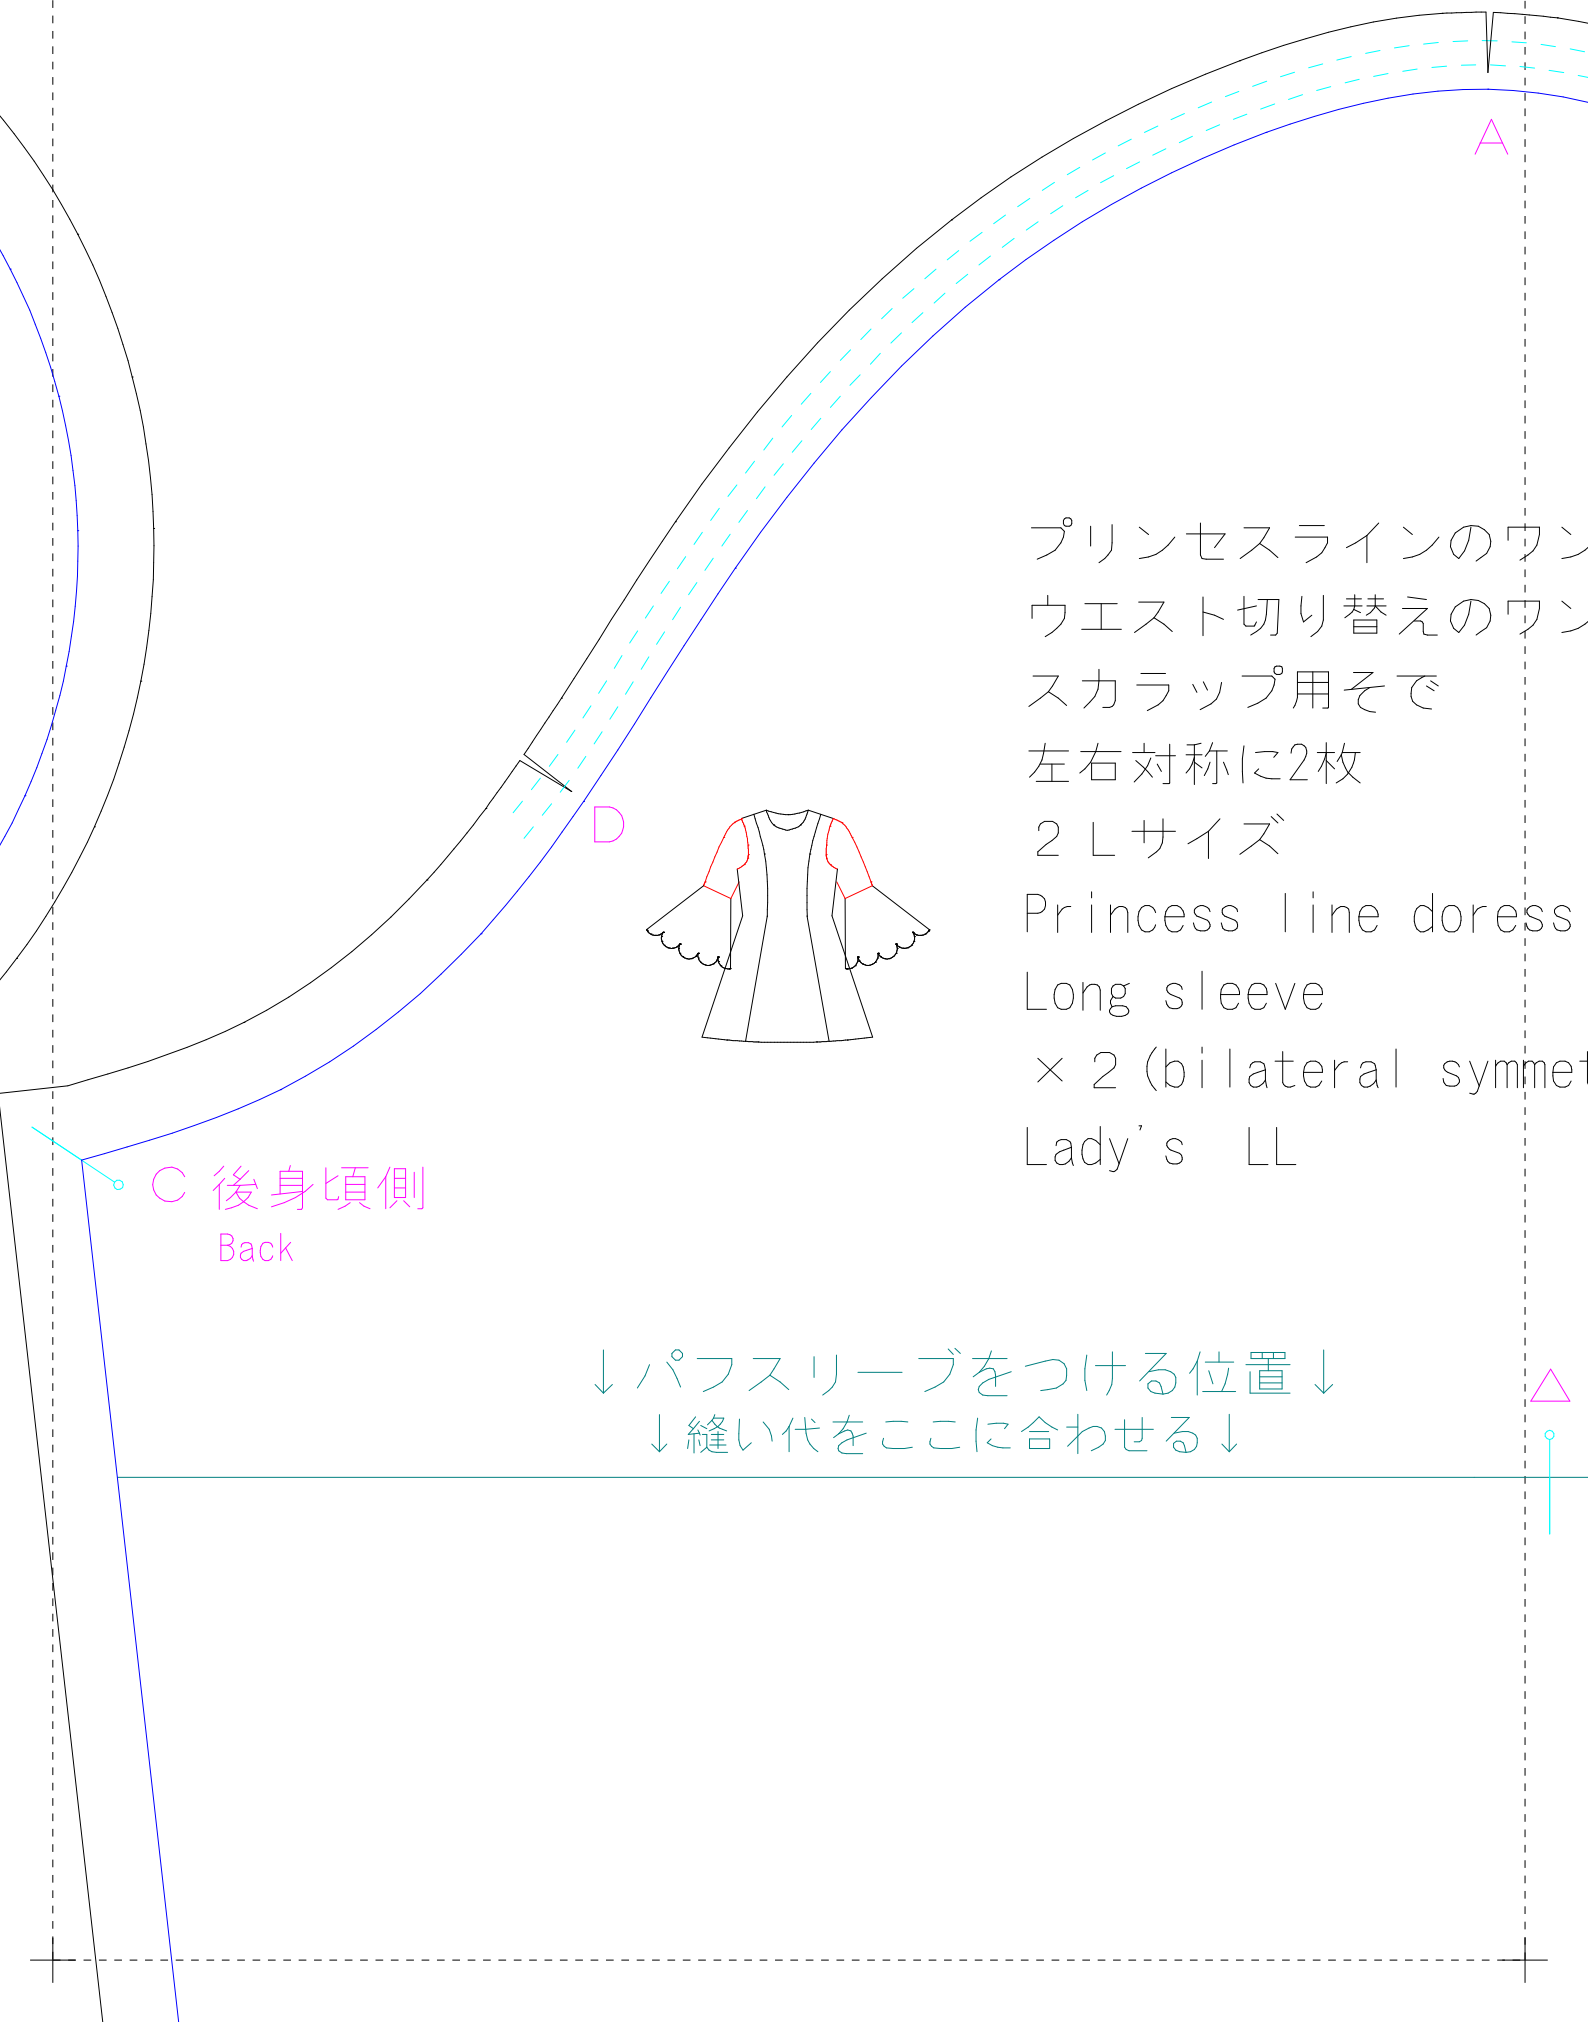 A
プリンセスラインのワン
ウエスト切り替えのワン
スカラップ用そで
左右対称に2枚
２Ｌサイズ
Princess line doress
Long sleeve
×２(bilateral symmet
Lady's LL
D
C 後身頃側
Back
↓パフスリーブをつける位置↓
↓縫い代をここに合わせる↓
△